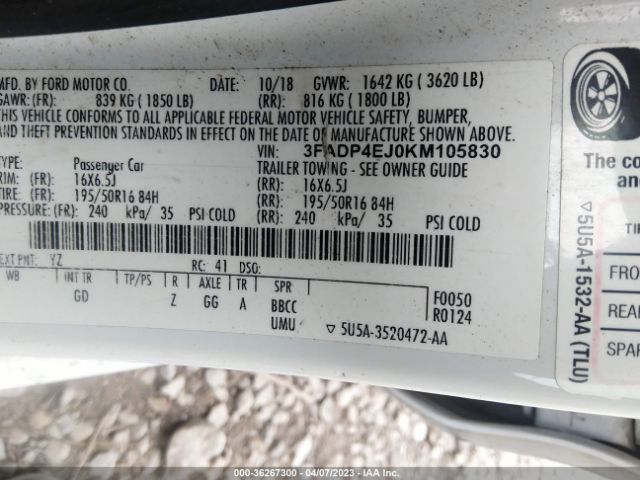 MFD. BY FORD MOTOR CO. DATE: 10/18 GVWR: 1642 KG ( 3620 LB)
GAWR: (FR): 839 KG ( 1850 LB) (RR): 816 KG ( 1800 LB)
THIS VEHICLE CONFORMS TO ALL APPLICABLE FEDERAL MOTOR VEHICLE SAFETY, BUMPER,
AND THEFT PREVENTION STANDARDS IN EFFECT ON THE DATE OF MANUFACTURE SHOWN ABOVE.
VIN: 3FADP4EJ0KM105830
TYPE: Passenger Car TRAILER TOWING - SEE OWNER GUIDE
RIM: (FR): 16X6.5J (RR): 16X6.5J
TIRE: (FR): 195/50R16 84H (RR): 195/50R16 84H
PRESSURE: (FR): 240 kPa/ 35 PSI COLD (RR): 240 kPa/ 35 PSI COLD
EXT PNT: YZ RC: 41 DSO:
WB INT TR TP/PS R AXLE TR SPR
GD Z GG A BBCC
UMU
F0050
R0124
5U5A-3520472-AA
The co
and
5U5A-1532-AA (TLU)
TI
FRO
REA
SPAR
000-36267300 - 04/07/2023 - IAA Inc.